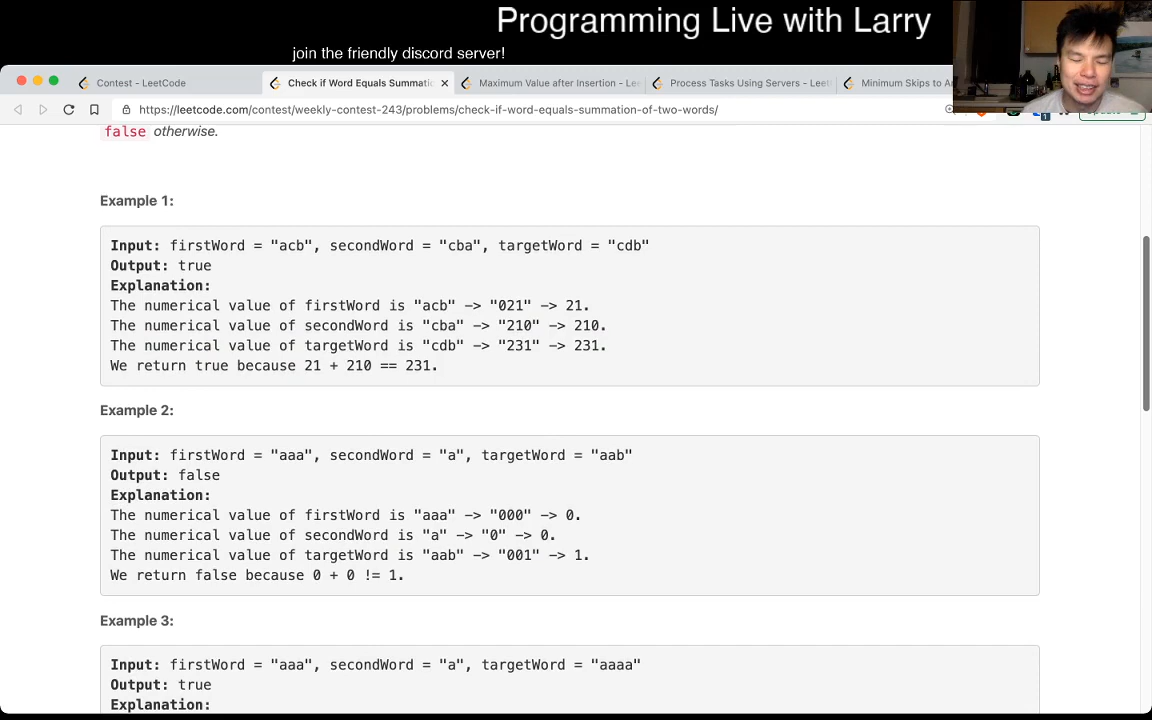 Programming Live with Larry
join the friendly discord server!
Contest - LeetCode
Check if Word Equals Summatio
Maximum Value after Insertion - Lee
Process Tasks Using Servers - Leet
Minimum Skips to A
https://leetcode.com/contest/weekly-contest-243/problems/check-if-word-equals-summation-of-two-words/
false otherwise.
Example 1:
Input: firstWord = "acb", secondWord = "cba", targetWord = "cdb"
Output: true
Explanation:
The numerical value of firstWord is "acb" -> "021" -> 21.
The numerical value of secondWord is "cba" -> "210" -> 210.
The numerical value of targetWord is "cdb" -> "231" -> 231.
We return true because 21 + 210 == 231.
Example 2:
Input: firstWord = "aaa", secondWord = "a", targetWord = "aab"
Output: false
Explanation:
The numerical value of firstWord is "aaa" -> "000" -> 0.
The numerical value of secondWord is "a" -> "0" -> 0.
The numerical value of targetWord is "aab" -> "001" -> 1.
We return false because 0 + 0 != 1.
Example 3:
Input: firstWord = "aaa", secondWord = "a", targetWord = "aaaa"
Output: true
Explanation: